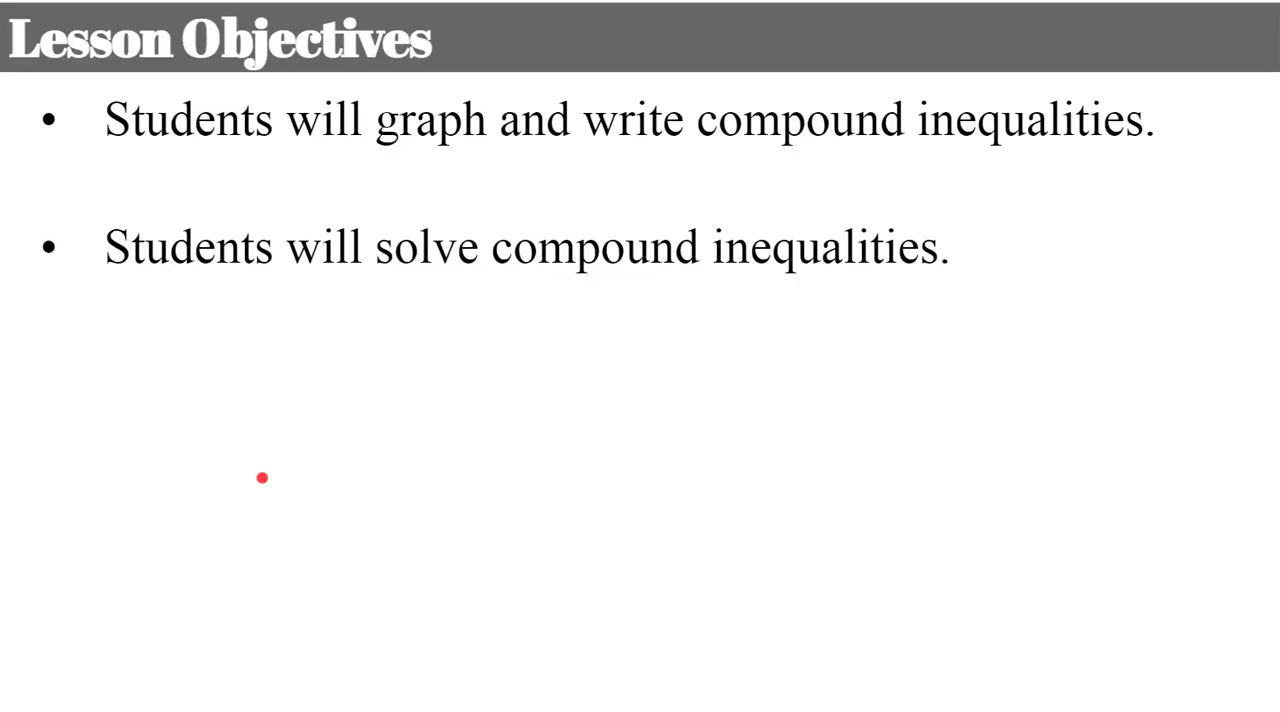 Lesson Objectives
• Students will graph and write compound inequalities.
• Students will solve compound inequalities.